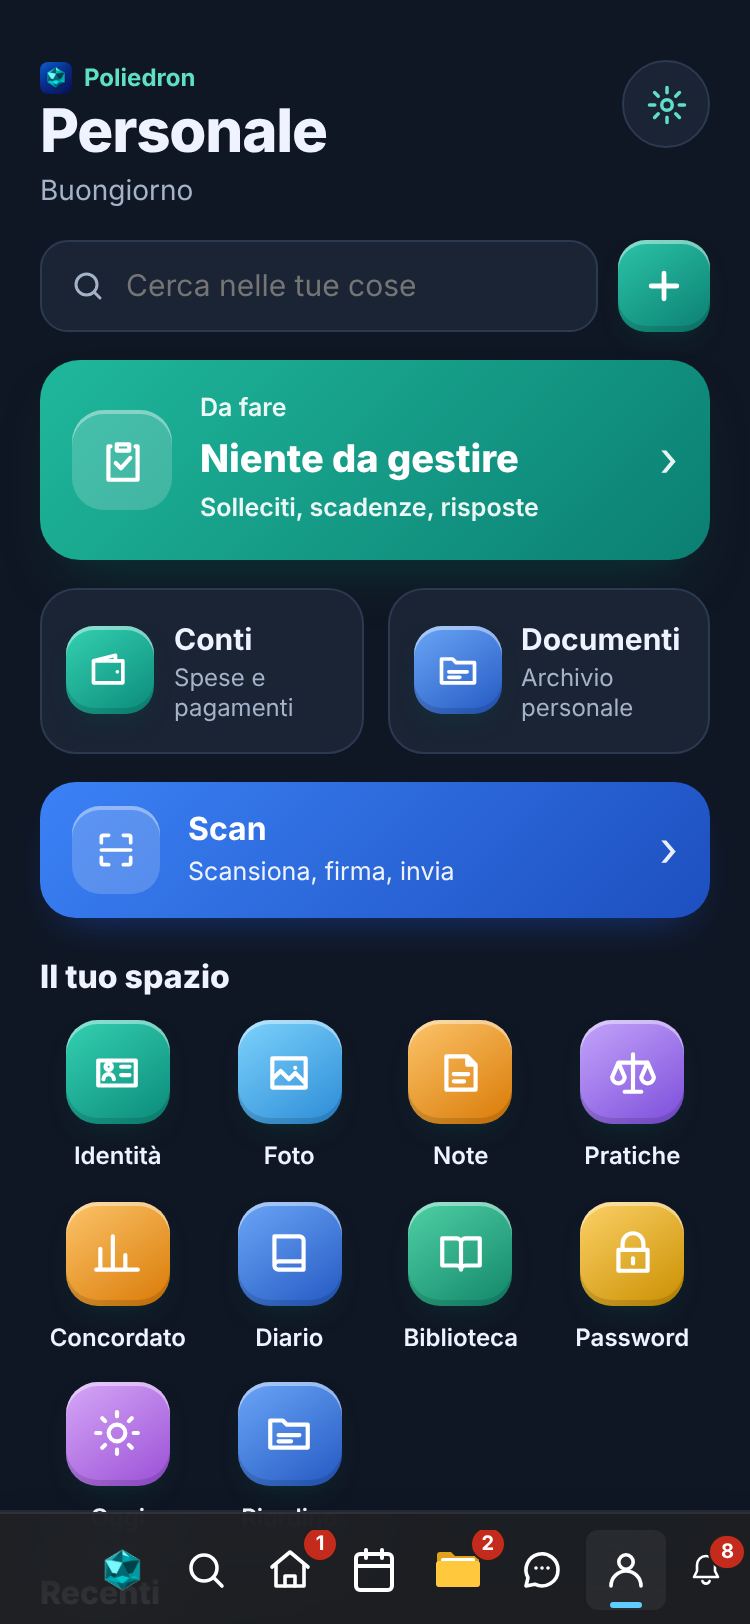 Poliedron
Personale
Buongiorno
Cerca nelle tue cose
Da fare
Niente da gestire
Solleciti, scadenze, risposte
Conti
Spese e
pagamenti
Documenti
Archivio
personale
Scan
Scansiona, firma, invia
Il tuo spazio
Identità
Foto
Note
Pratiche
Concordato
Diario
Biblioteca
Password
Oggi
Recenti
1
2
8